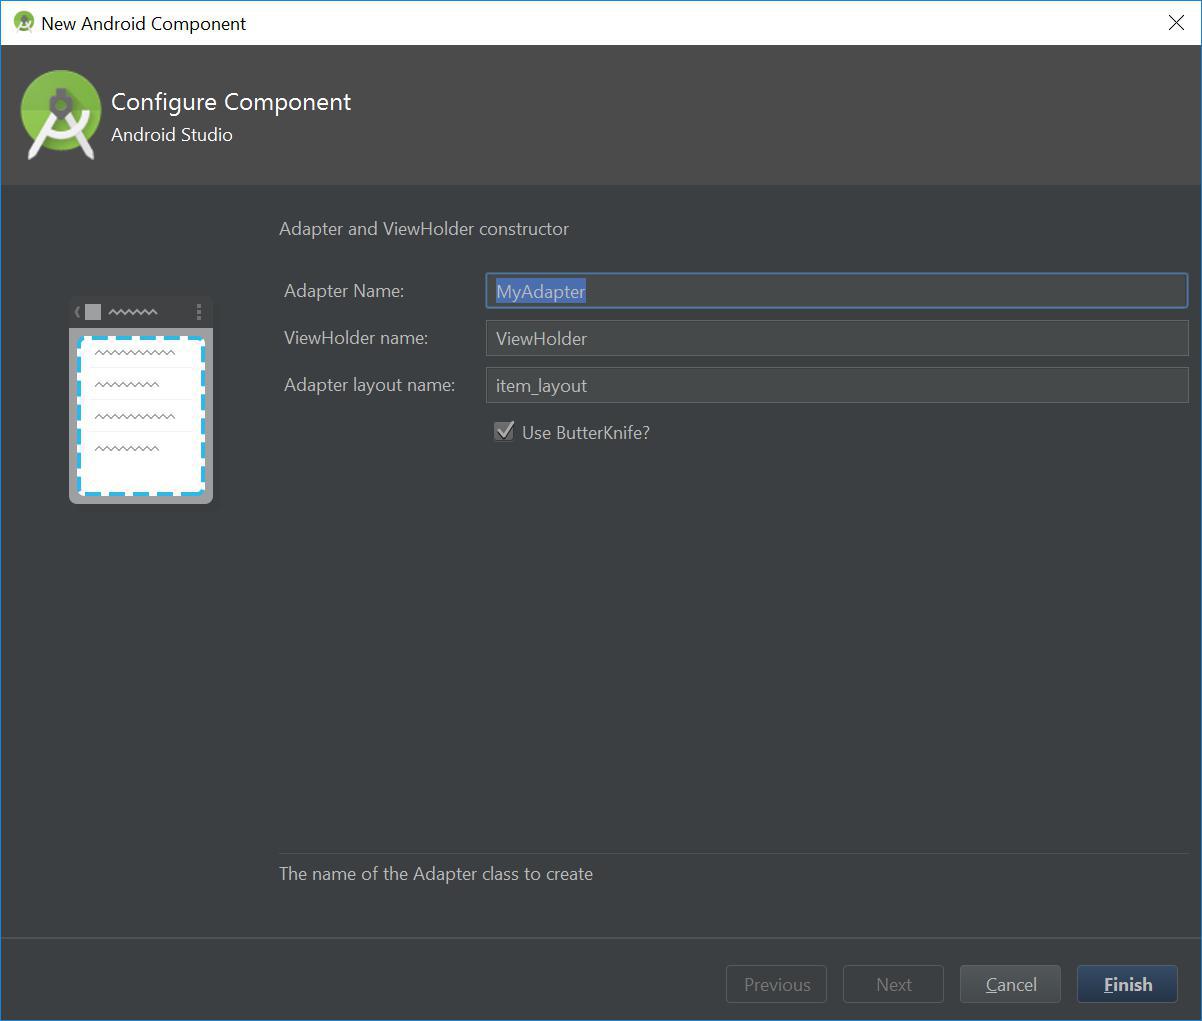 New Android Component
Configure Component
Android Studio
Adapter and ViewHolder constructor
Adapter Name: MyAdapter
ViewHolder name: ViewHolder
Adapter layout name: item_layout
Use ButterKnife?
The name of the Adapter class to create
Previous Next Cancel Finish